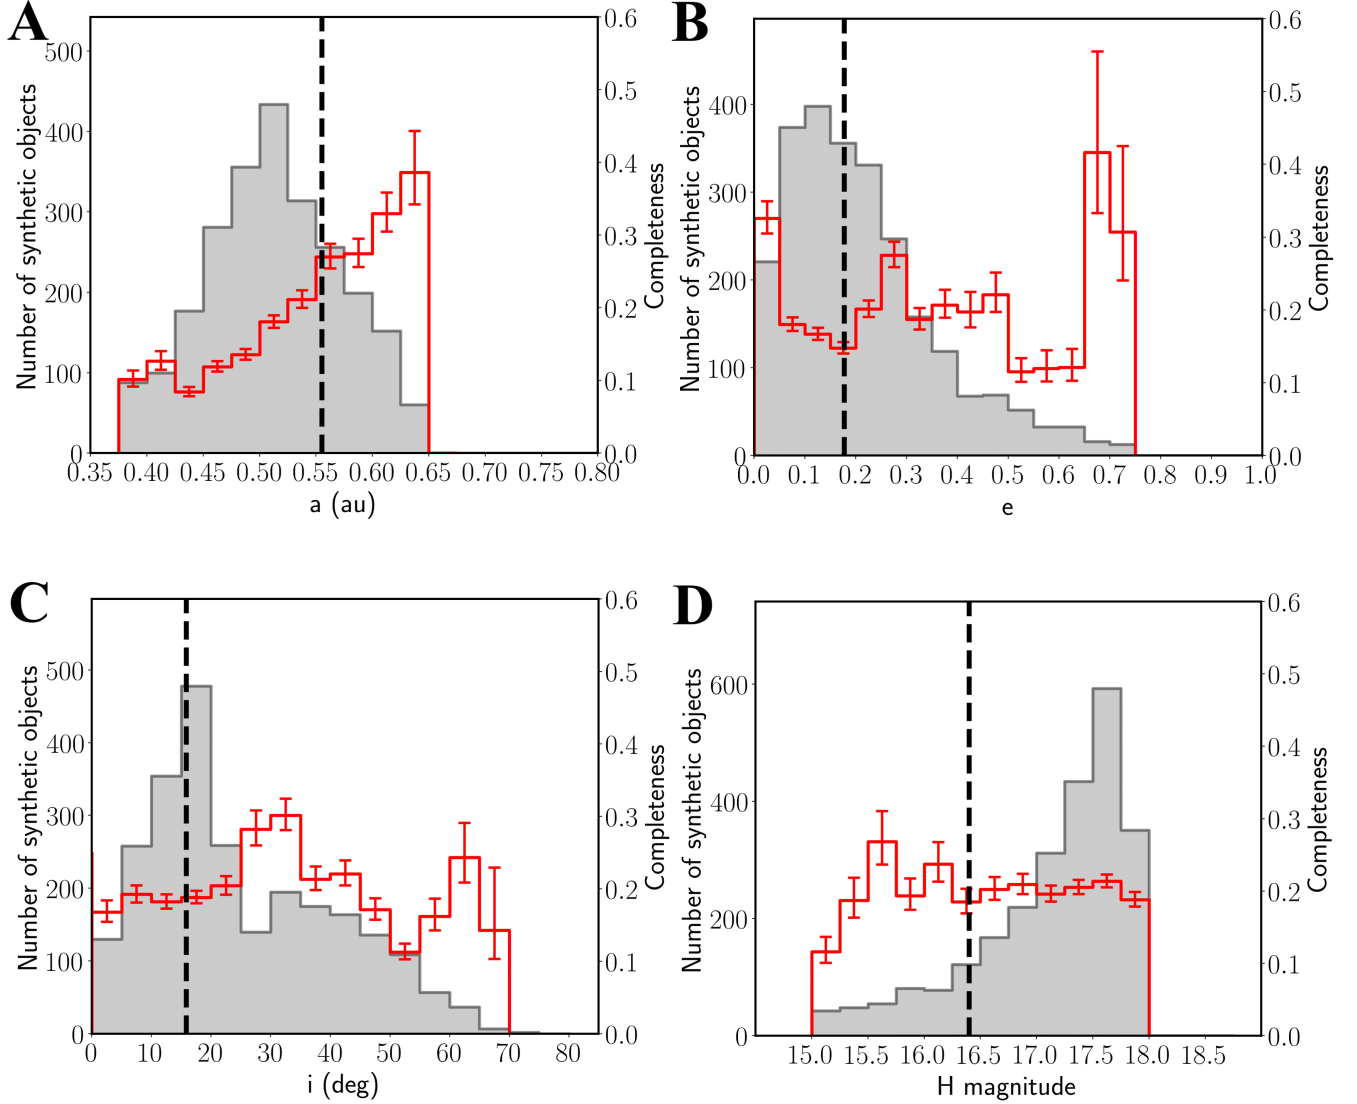 A
B
500
400
300
200
100
0
Number of synthetic objects
0.6
0.5
0.4
0.3
0.2
0.1
0.0
Completeness
0.35 0.40 0.45 0.50 0.55 0.60 0.65 0.70 0.75 0.80
a (au)
400
300
200
100
0
Number of synthetic objects
0.6
0.5
0.4
0.3
0.2
0.1
0.0
Completeness
0.0 0.1 0.2 0.3 0.4 0.5 0.6 0.7 0.8 0.9 1.0
e
C
D
500
400
300
200
100
0
Number of synthetic objects
0.6
0.5
0.4
0.3
0.2
0.1
0.0
Completeness
0 10 20 30 40 50 60 70 80
i (deg)
600
400
200
0
Number of synthetic objects
0.6
0.5
0.4
0.3
0.2
0.1
0.0
Completeness
15.0 15.5 16.0 16.5 17.0 17.5 18.0 18.5
H magnitude